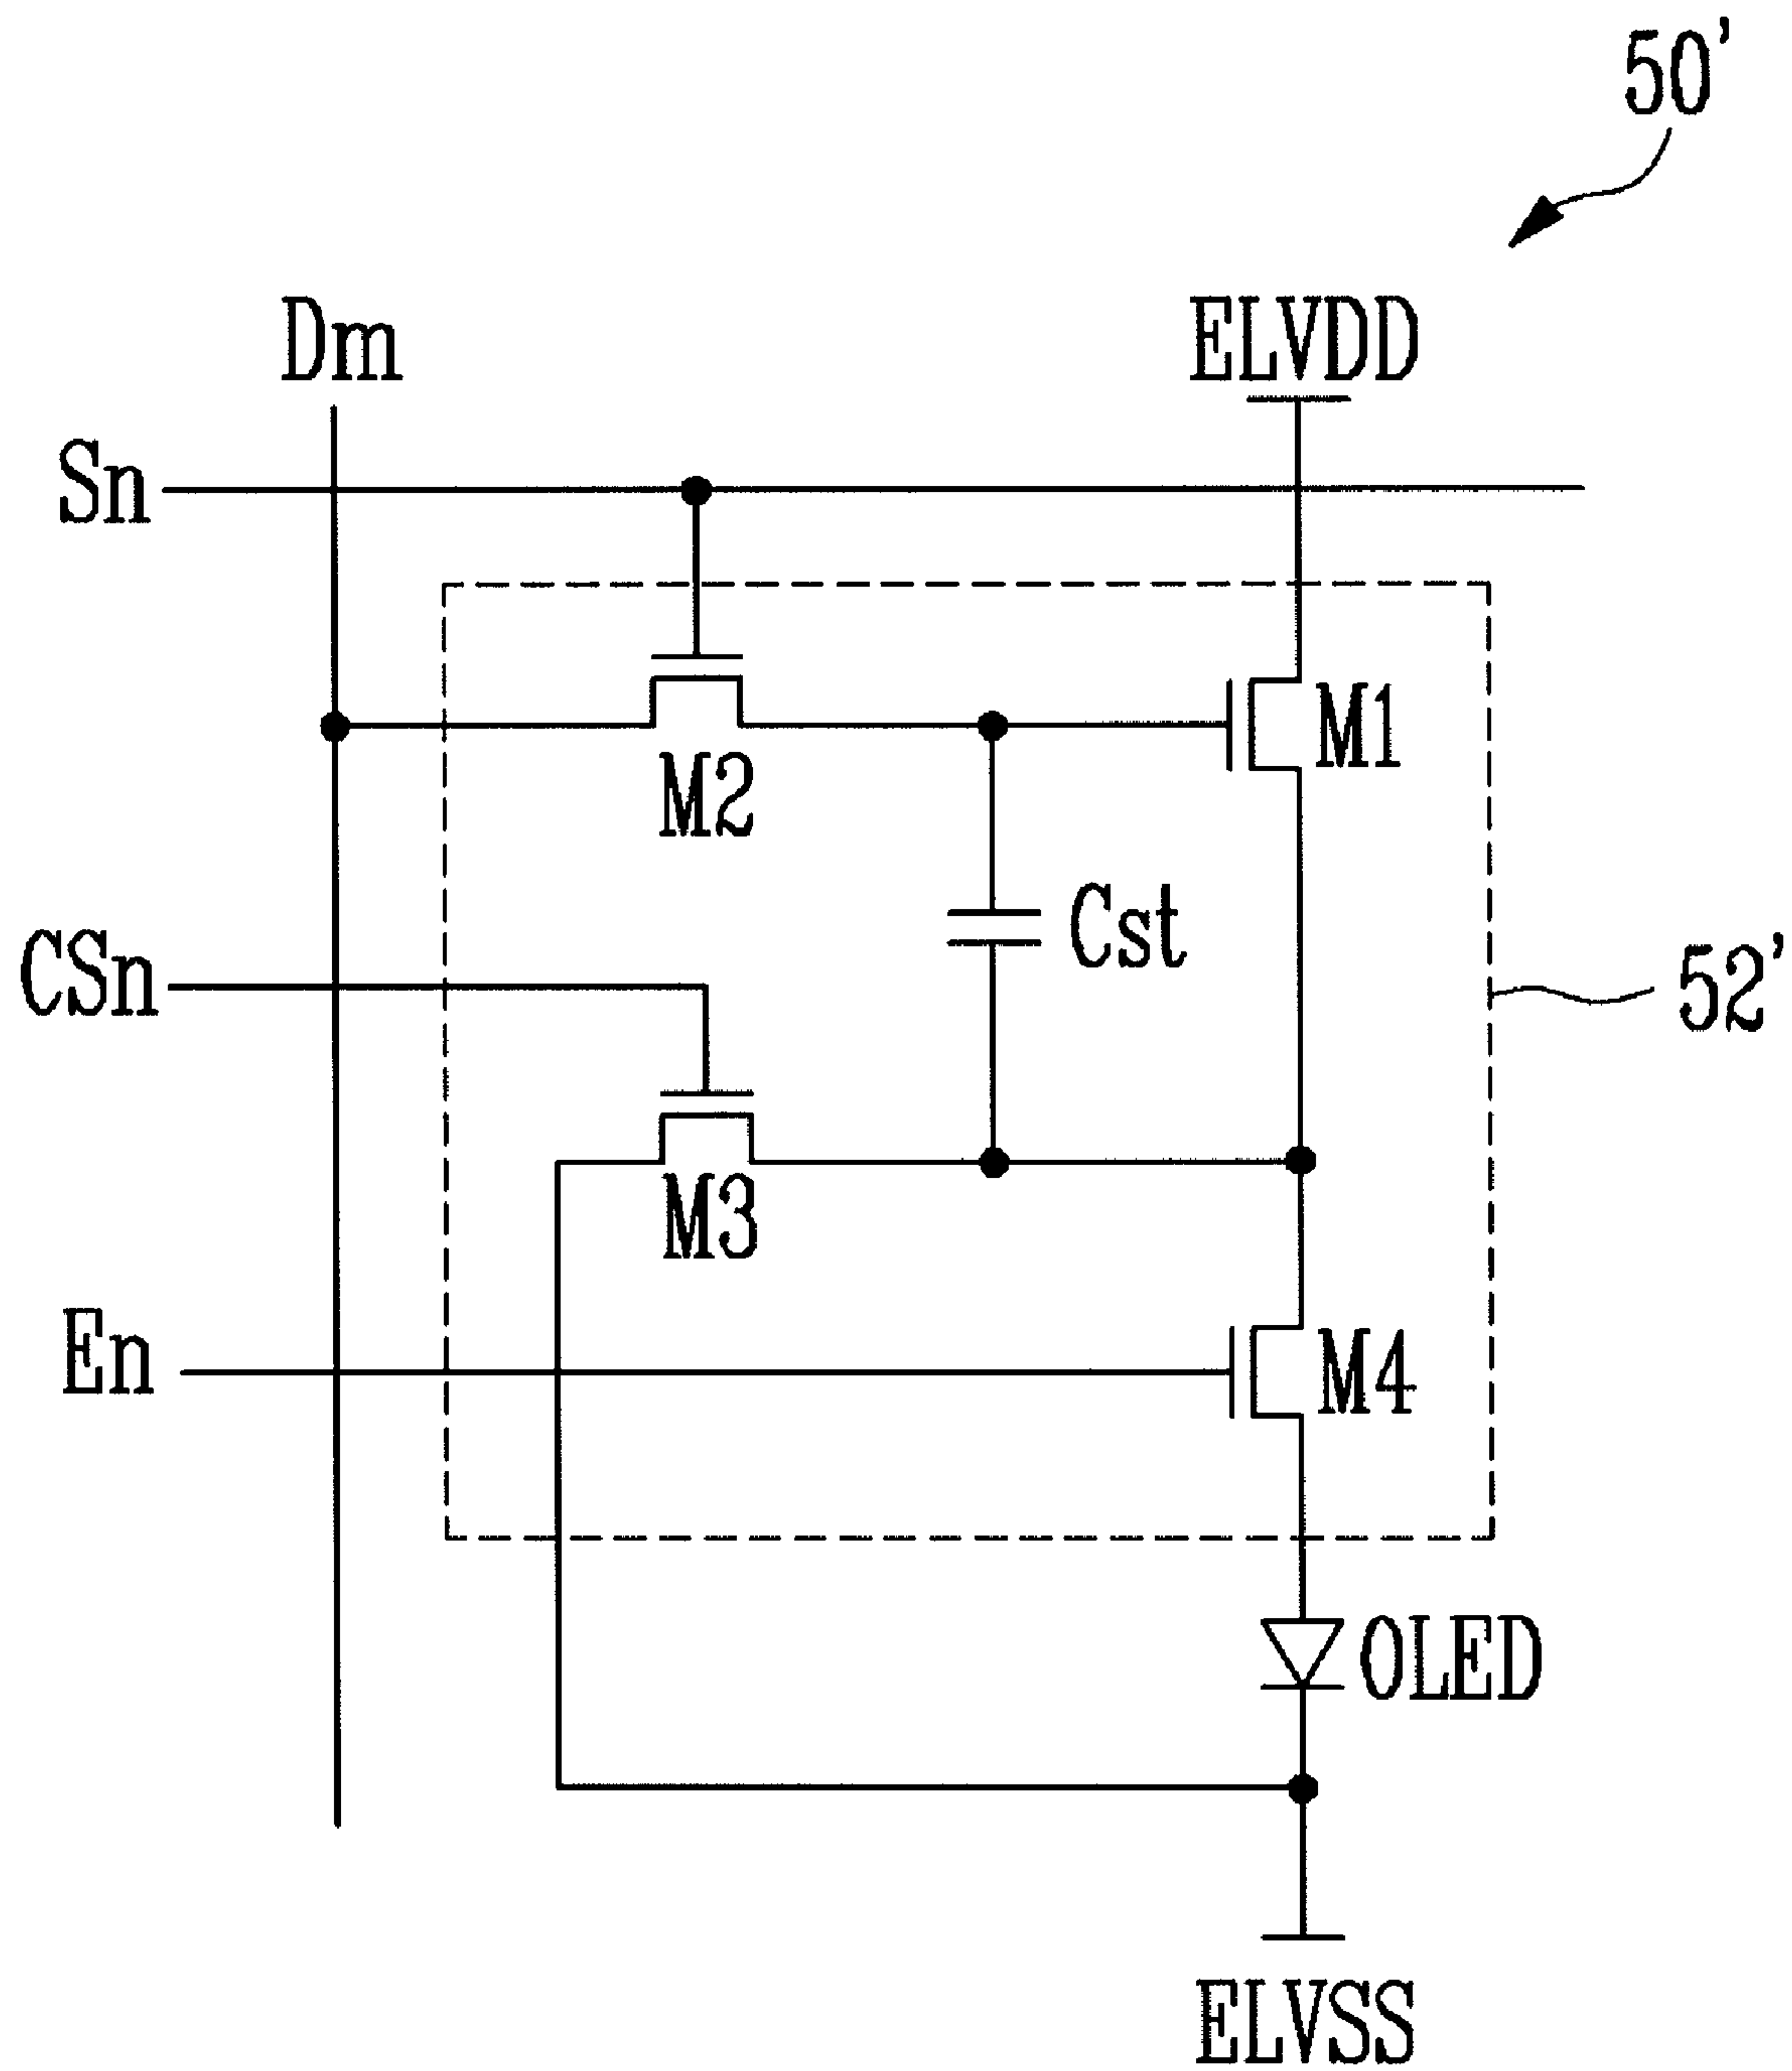 50'
Dm
ELVDD
Sn
M1
M2
Cst
CSn
52'
M3
En
M4
OLED
ELVSS